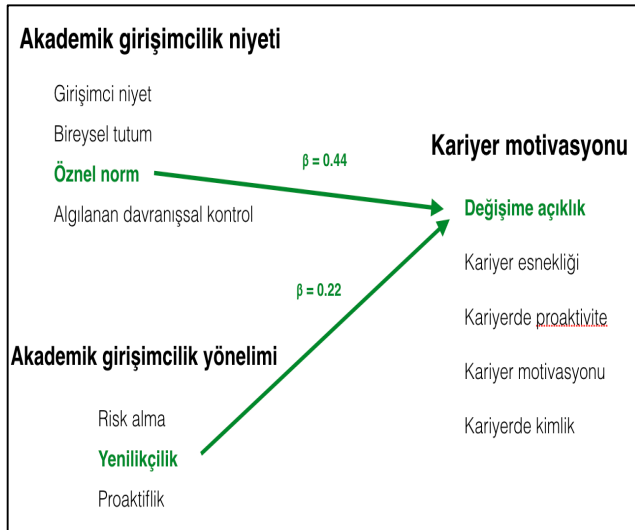 Akademik girişimcilik niyeti
Girişimci niyet
Bireysel tutum
Öznel norm
Algılanan davranışsal kontrol
β = 0.44
Kariyer motivasyonu
Değişime açıklık
Kariyer esnekliği
Kariyerde proaktivite
Kariyer motivasyonu
Kariyerde kimlik
β = 0.22
Akademik girişimcilik yönelimi
Risk alma
Yenilikçilik
Proaktiflik